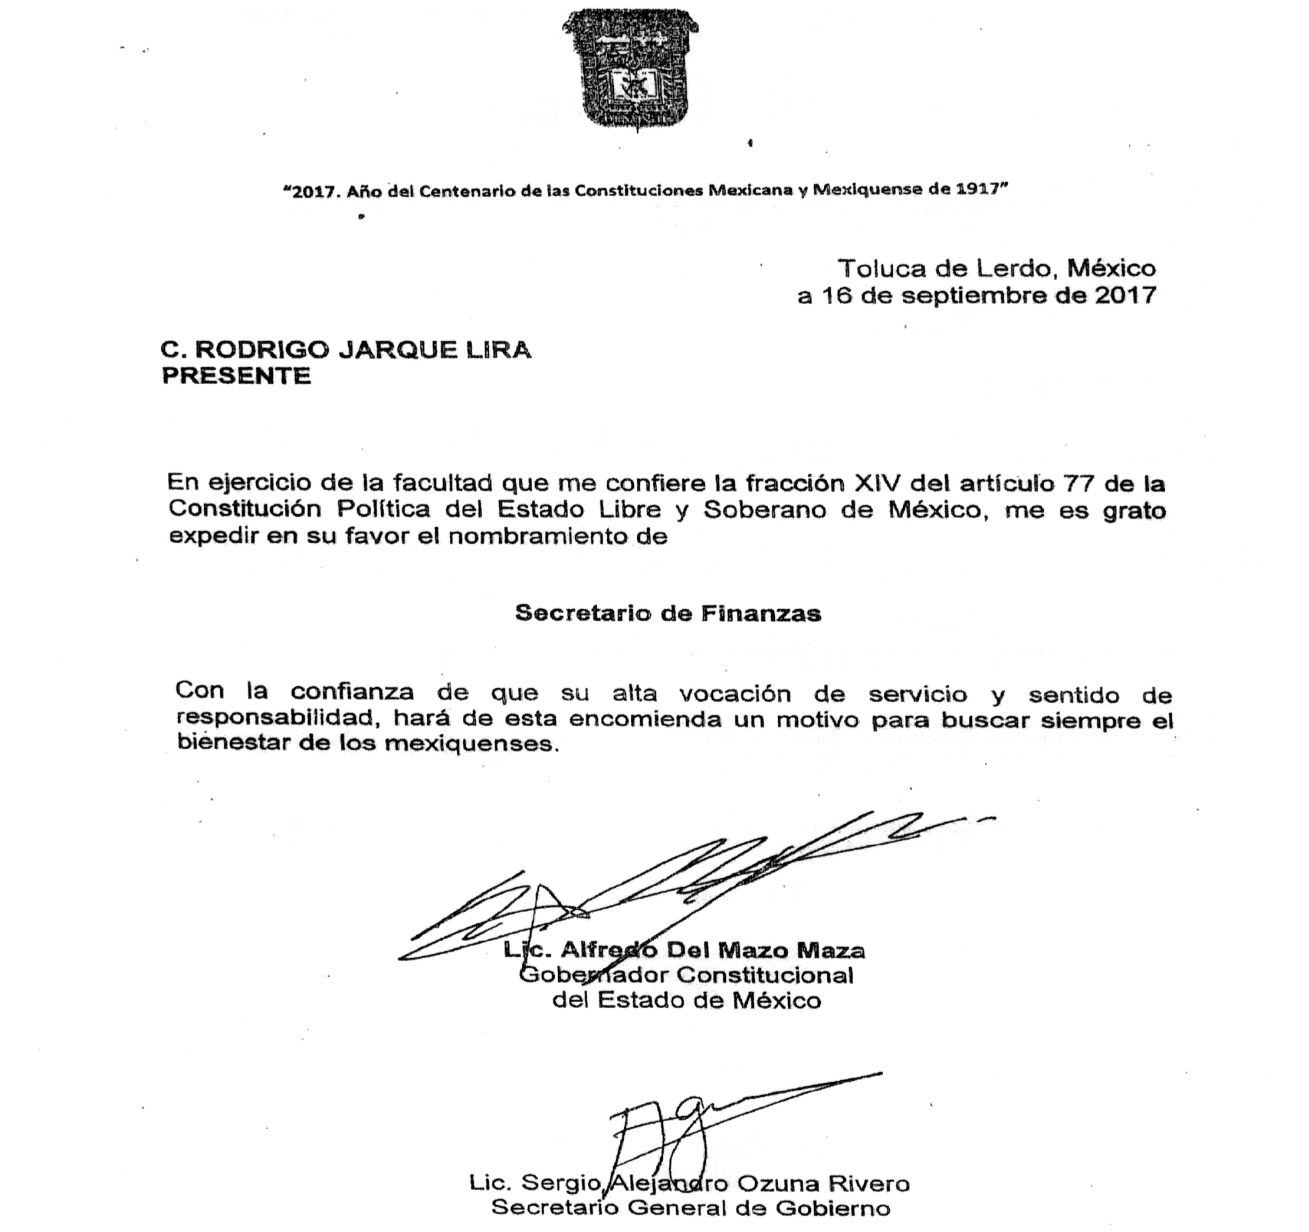 "2017. Año del Centenario de las Constituciones Mexicana y Mexiquense de 1917"
Toluca de Lerdo, México
a 16 de septiembre de 2017
C. RODRIGO JARQUE LIRA
PRESENTE
En ejercicio de la facultad que me confiere la fracción XIV del artículo 77 de la
Constitución Política del Estado Libre y Soberano de México, me es grato
expedir en su favor el nombramiento de
Secretario de Finanzas
Con la confianza de que su alta vocación de servicio y sentido de
responsabilidad, hará de esta encomienda un motivo para buscar siempre el
bienestar de los mexiquenses.
Lic. Alfredo Del Mazo Maza
Gobernador Constitucional
del Estado de México
Lic. Sergio Alejandro Ozuna Rivero
Secretario General de Gobierno